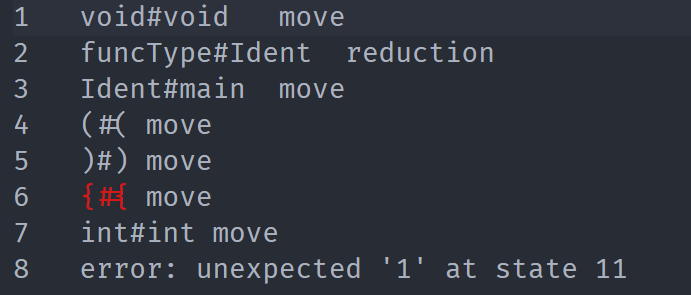 1 void#void move
2 funcType#Ident reduction
3 Ident#main move
4 (#( move
5 )#) move
6 {#{ move
7 int#int move
8 error: unexpected '1' at state 11